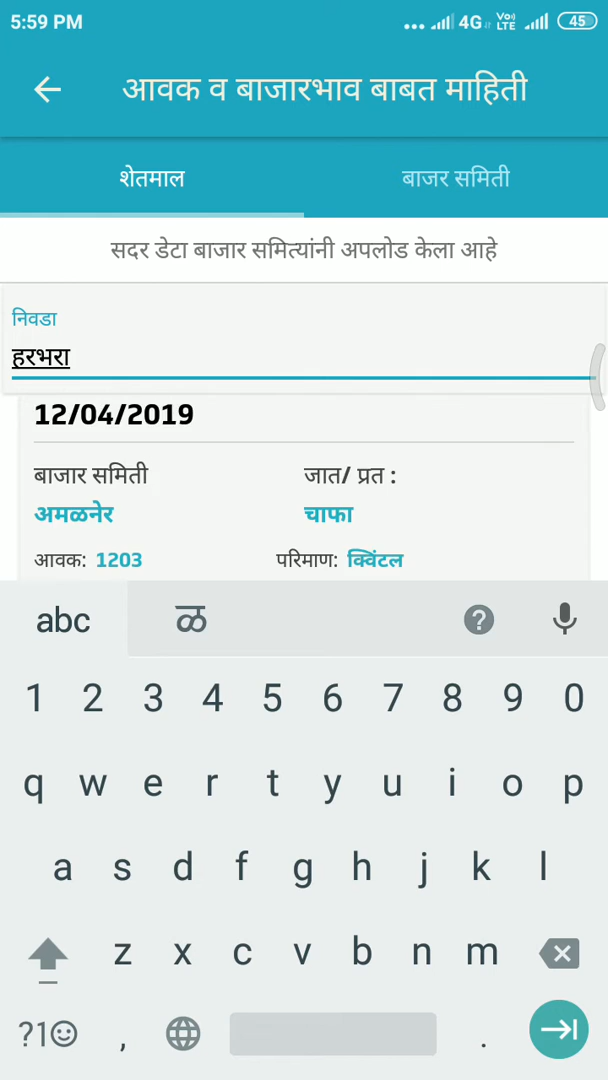 5:59 PM 4G VoLTE 45
आवक व बाजारभाव बाबत माहिती
शेतमाल बाजर समिती
सदर डेटा बाजार समित्यांनी अपलोड केला आहे
निवडा
हरभरा
12/04/2019
बाजार समिती जात/ प्रत :
अमळनेर चाफा
आवक: 1203 परिमाण: क्विंटल
abc ळ ?
1 2 3 4 5 6 7 8 9 0
q w e r t y u i o p
a s d f g h j k l
z x c v b n m
?1☺ , .